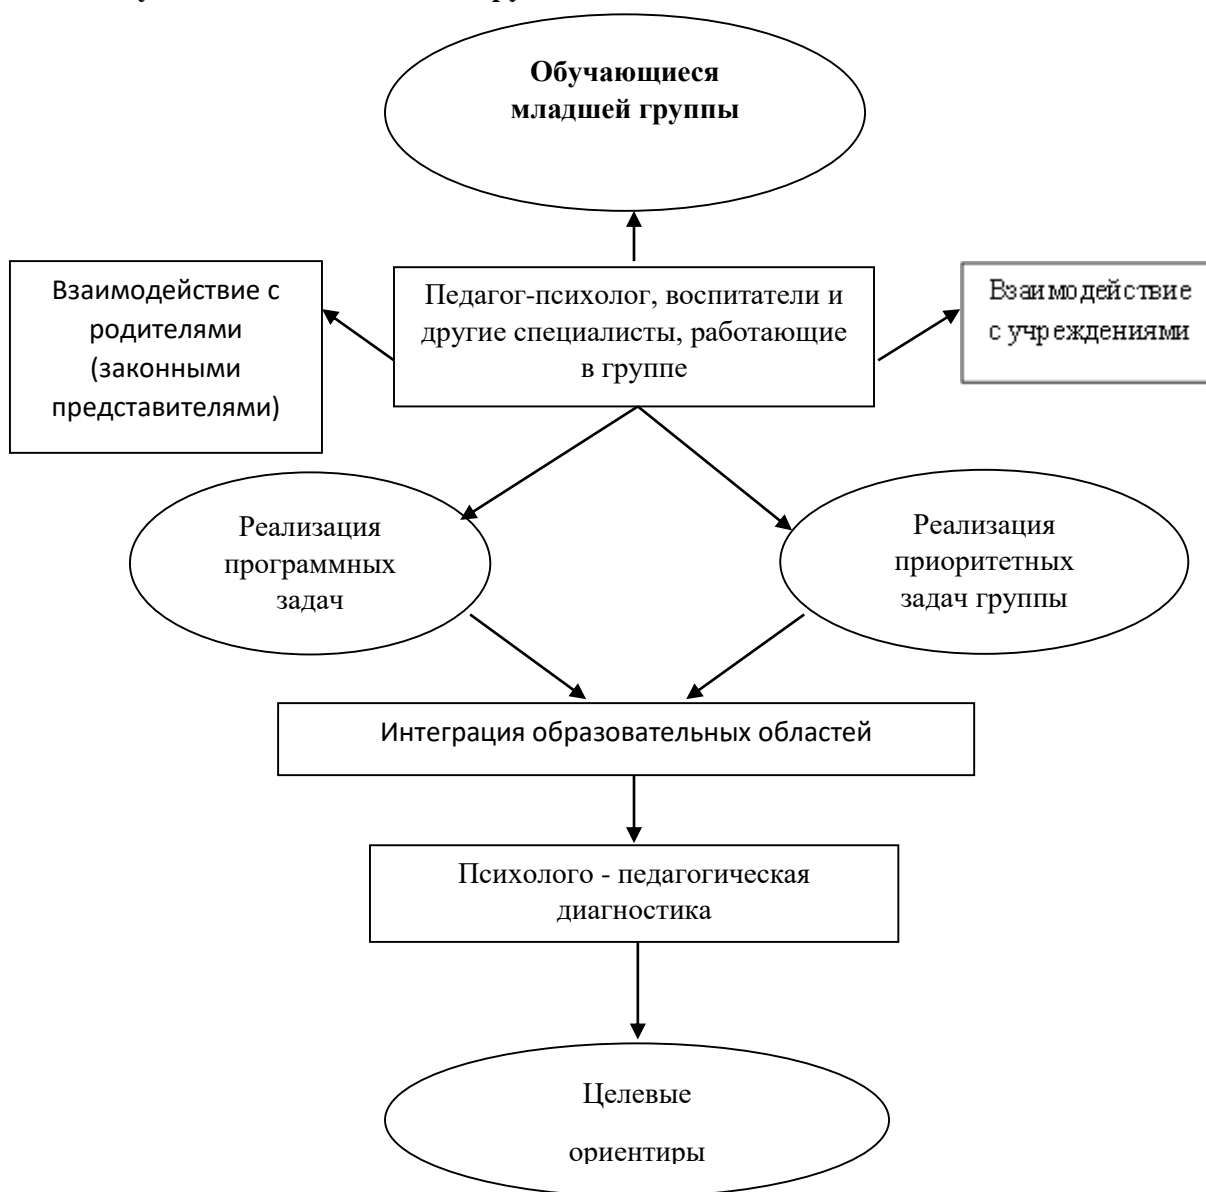 Обучающиеся
младшей группы
Взаимодействие с
родителями
(законными
представителями)
Педагог-психолог, воспитатели и
другие специалисты, работающие
в группе
Взаимодействие
с учреждениями
Реализация
программных
задач
Реализация
приоритетных
задач группы
Интеграция образовательных областей
Психолого - педагогическая
диагностика
Целевые
ориентиры